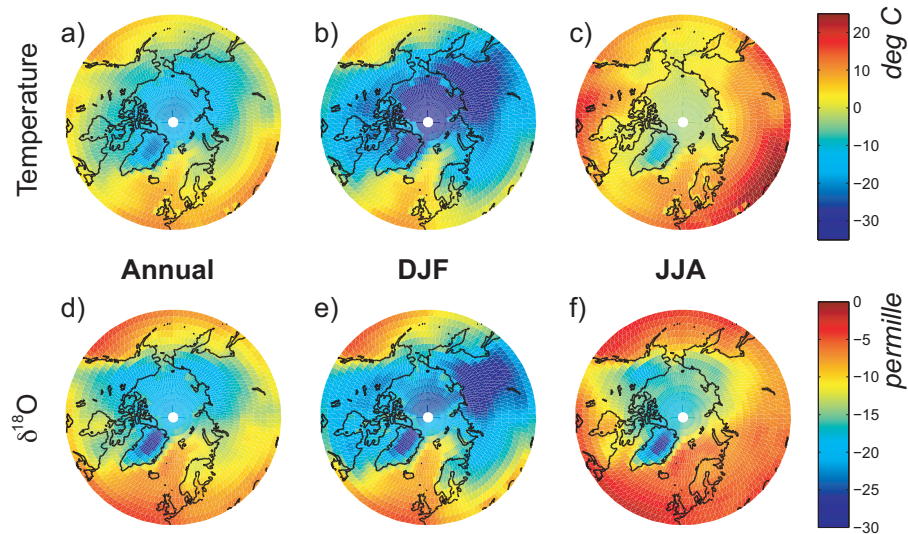 a)
b)
c)
Temperature
20
10
0
−10
−20
−30
deg C
Annual
DJF
JJA
d)
e)
f)
δ¹⁸O
0
−5
−10
−15
−20
−25
−30
permille